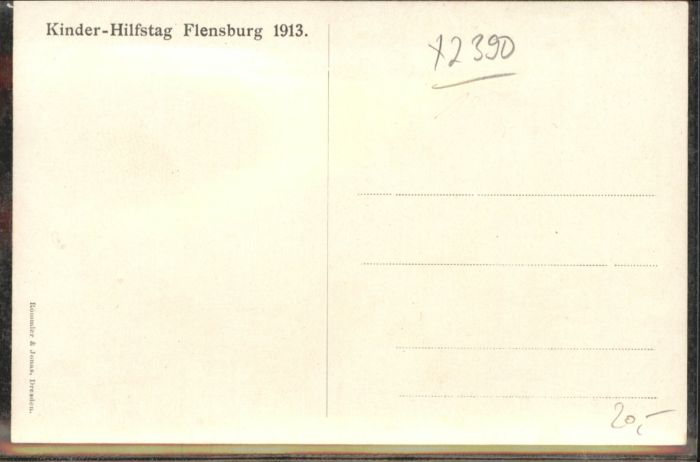 Kinder-Hilfstag Flensburg 1913.
X2390
Römmler & Jonas, Dresden.
20,-